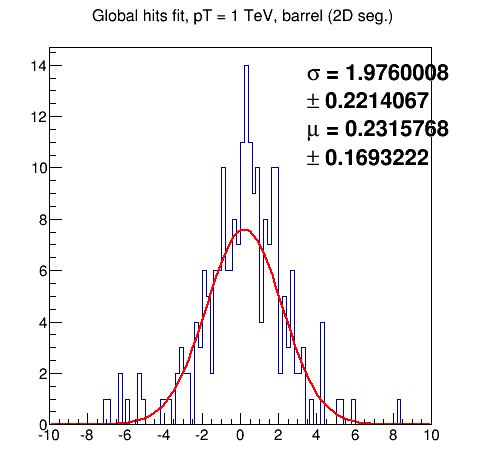 Global hits fit, pT = 1 TeV, barrel (2D seg.)
σ = 1.9760008
± 0.2214067
μ = 0.2315768
± 0.1693222
14
12
10
8
6
4
2
0
-10 -8 -6 -4 -2 0 2 4 6 8 10